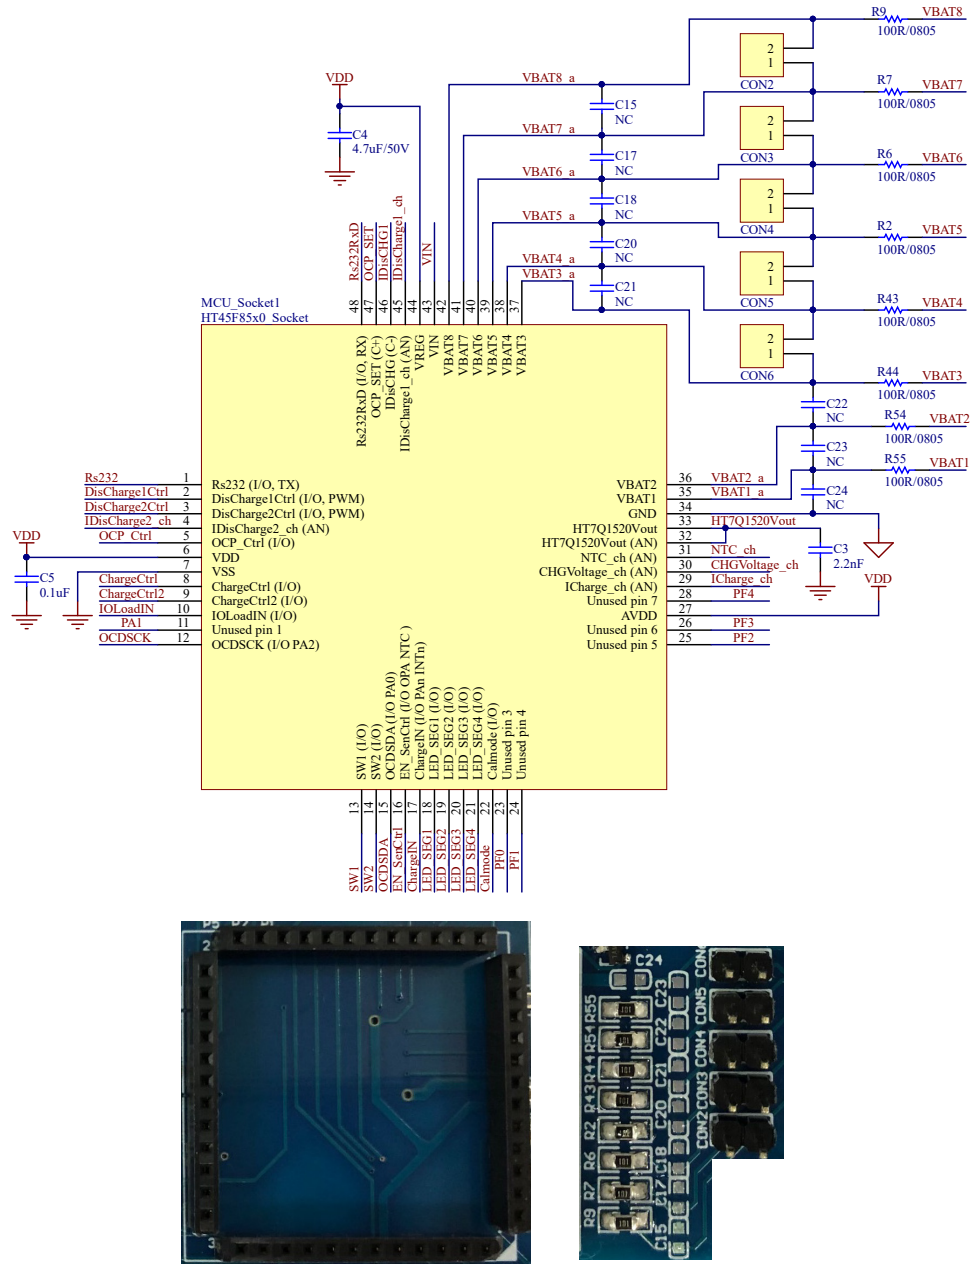 R9
VBAT8
100R/0805
2
1
CON2
VBAT8_a
C15
NC
R7
VBAT7
100R/0805
VDD
C4
4.7uF/50V
2
1
CON3
VBAT7_a
C17
NC
R6
VBAT6
100R/0805
VBAT6_a
C18
NC
2
1
CON4
VBAT5_a
C20
NC
R2
VBAT5
100R/0805
VBAT4_a
VBAT3_a
C21
NC
2
1
CON5
R43
VBAT4
100R/0805
2
1
CON6
R44
VBAT3
100R/0805
Rs232RxD
OCP_SET
IDisCHG1
IDisCharge1_ch
VIN
48
47
46
45
44
43
42
41
40
39
38
37
MCU_Socket1
HT45F85x0_Socket
Rs232RxD (I/O, RX)
OCP_SET (C+)
IDisCHG (C-)
IDisCharge1_ch (AN)
VREG
VIN
VBAT8
VBAT7
VBAT6
VBAT5
VBAT4
VBAT3
C22
NC
R54
VBAT2
100R/0805
C23
NC
R55
VBAT1
100R/0805
C24
NC
Rs232 1 Rs232 (I/O, TX)
DisCharge1Ctrl 2 DisCharge1Ctrl (I/O, PWM)
DisCharge2Ctrl 3 DisCharge2Ctrl (I/O, PWM)
IDisCharge2_ch 4 IDisCharge2_ch (AN)
OCP_Ctrl 5 OCP_Ctrl (I/O)
VDD
6 VDD
7 VSS
C5
0.1uF
ChargeCtrl 8 ChargeCtrl (I/O)
ChargeCtrl2 9 ChargeCtrl2 (I/O)
IOLoadIN 10 IOLoadIN (I/O)
PA1 11 Unused pin 1
OCDSCK 12 OCDSCK (I/O PA2)
VBAT2 36 VBAT2_a
VBAT1 35 VBAT1_a
GND 34
HT7Q1520Vout 33 HT7Q1520Vout
HT7Q1520Vout (AN) 32
NTC_ch (AN) 31 NTC_ch
CHGVoltage_ch (AN) 30 CHGVoltage_ch
ICharge_ch (AN) 29 ICharge_ch
Unused pin 7 28 PF4
AVDD 27
Unused pin 6 26 PF3
Unused pin 5 25 PF2
C3
2.2nF
VDD
SW1 (I/O)
SW2 (I/O)
OCDSDA (I/O PA0)
EN_SenCtrl (I/O OPA NTC )
ChargeIN (I/O PAn INTn)
LED_SEG1 (I/O)
LED_SEG2 (I/O)
LED_SEG3 (I/O)
LED_SEG4 (I/O)
Calmode (I/O)
Unused pin 3
Unused pin 4
13
14
15
16
17
18
19
20
21
22
23
24
SW1
SW2
OCDSDA
EN_SenCtrl
ChargeIN
LED_SEG1
LED_SEG2
LED_SEG3
LED_SEG4
Calmode
PF0
PF1
2
3
C24
R55
R54
R44
R43
R2
R6
R7
R9
C23
C22
C21
C20
C18
C17
C15
CON5
CON4
CON3
CON2